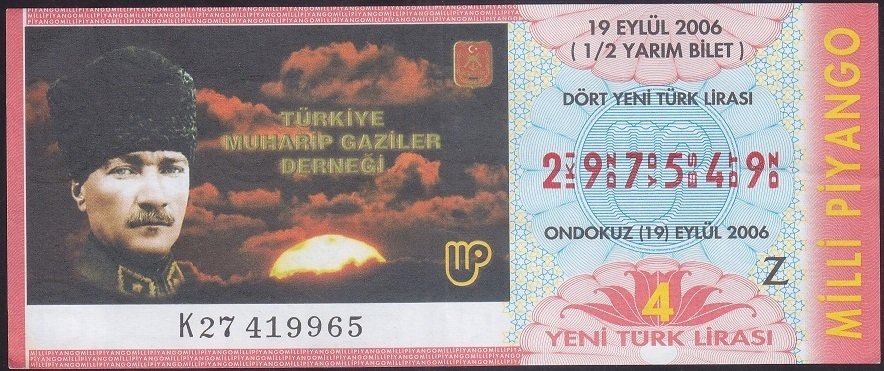 TÜRKİYE
MUHARİP GAZİLER
DERNEĞİ
K27 419965
19 EYLÜL 2006
( 1/2 YARIM BİLET )
DÖRT YENİ TÜRK LİRASI
2 9 7 5 4 9
ONDOKUZ (19) EYLÜL 2006
Z
4
YENİ TÜRK LİRASI
MİLLİ PİYANGO